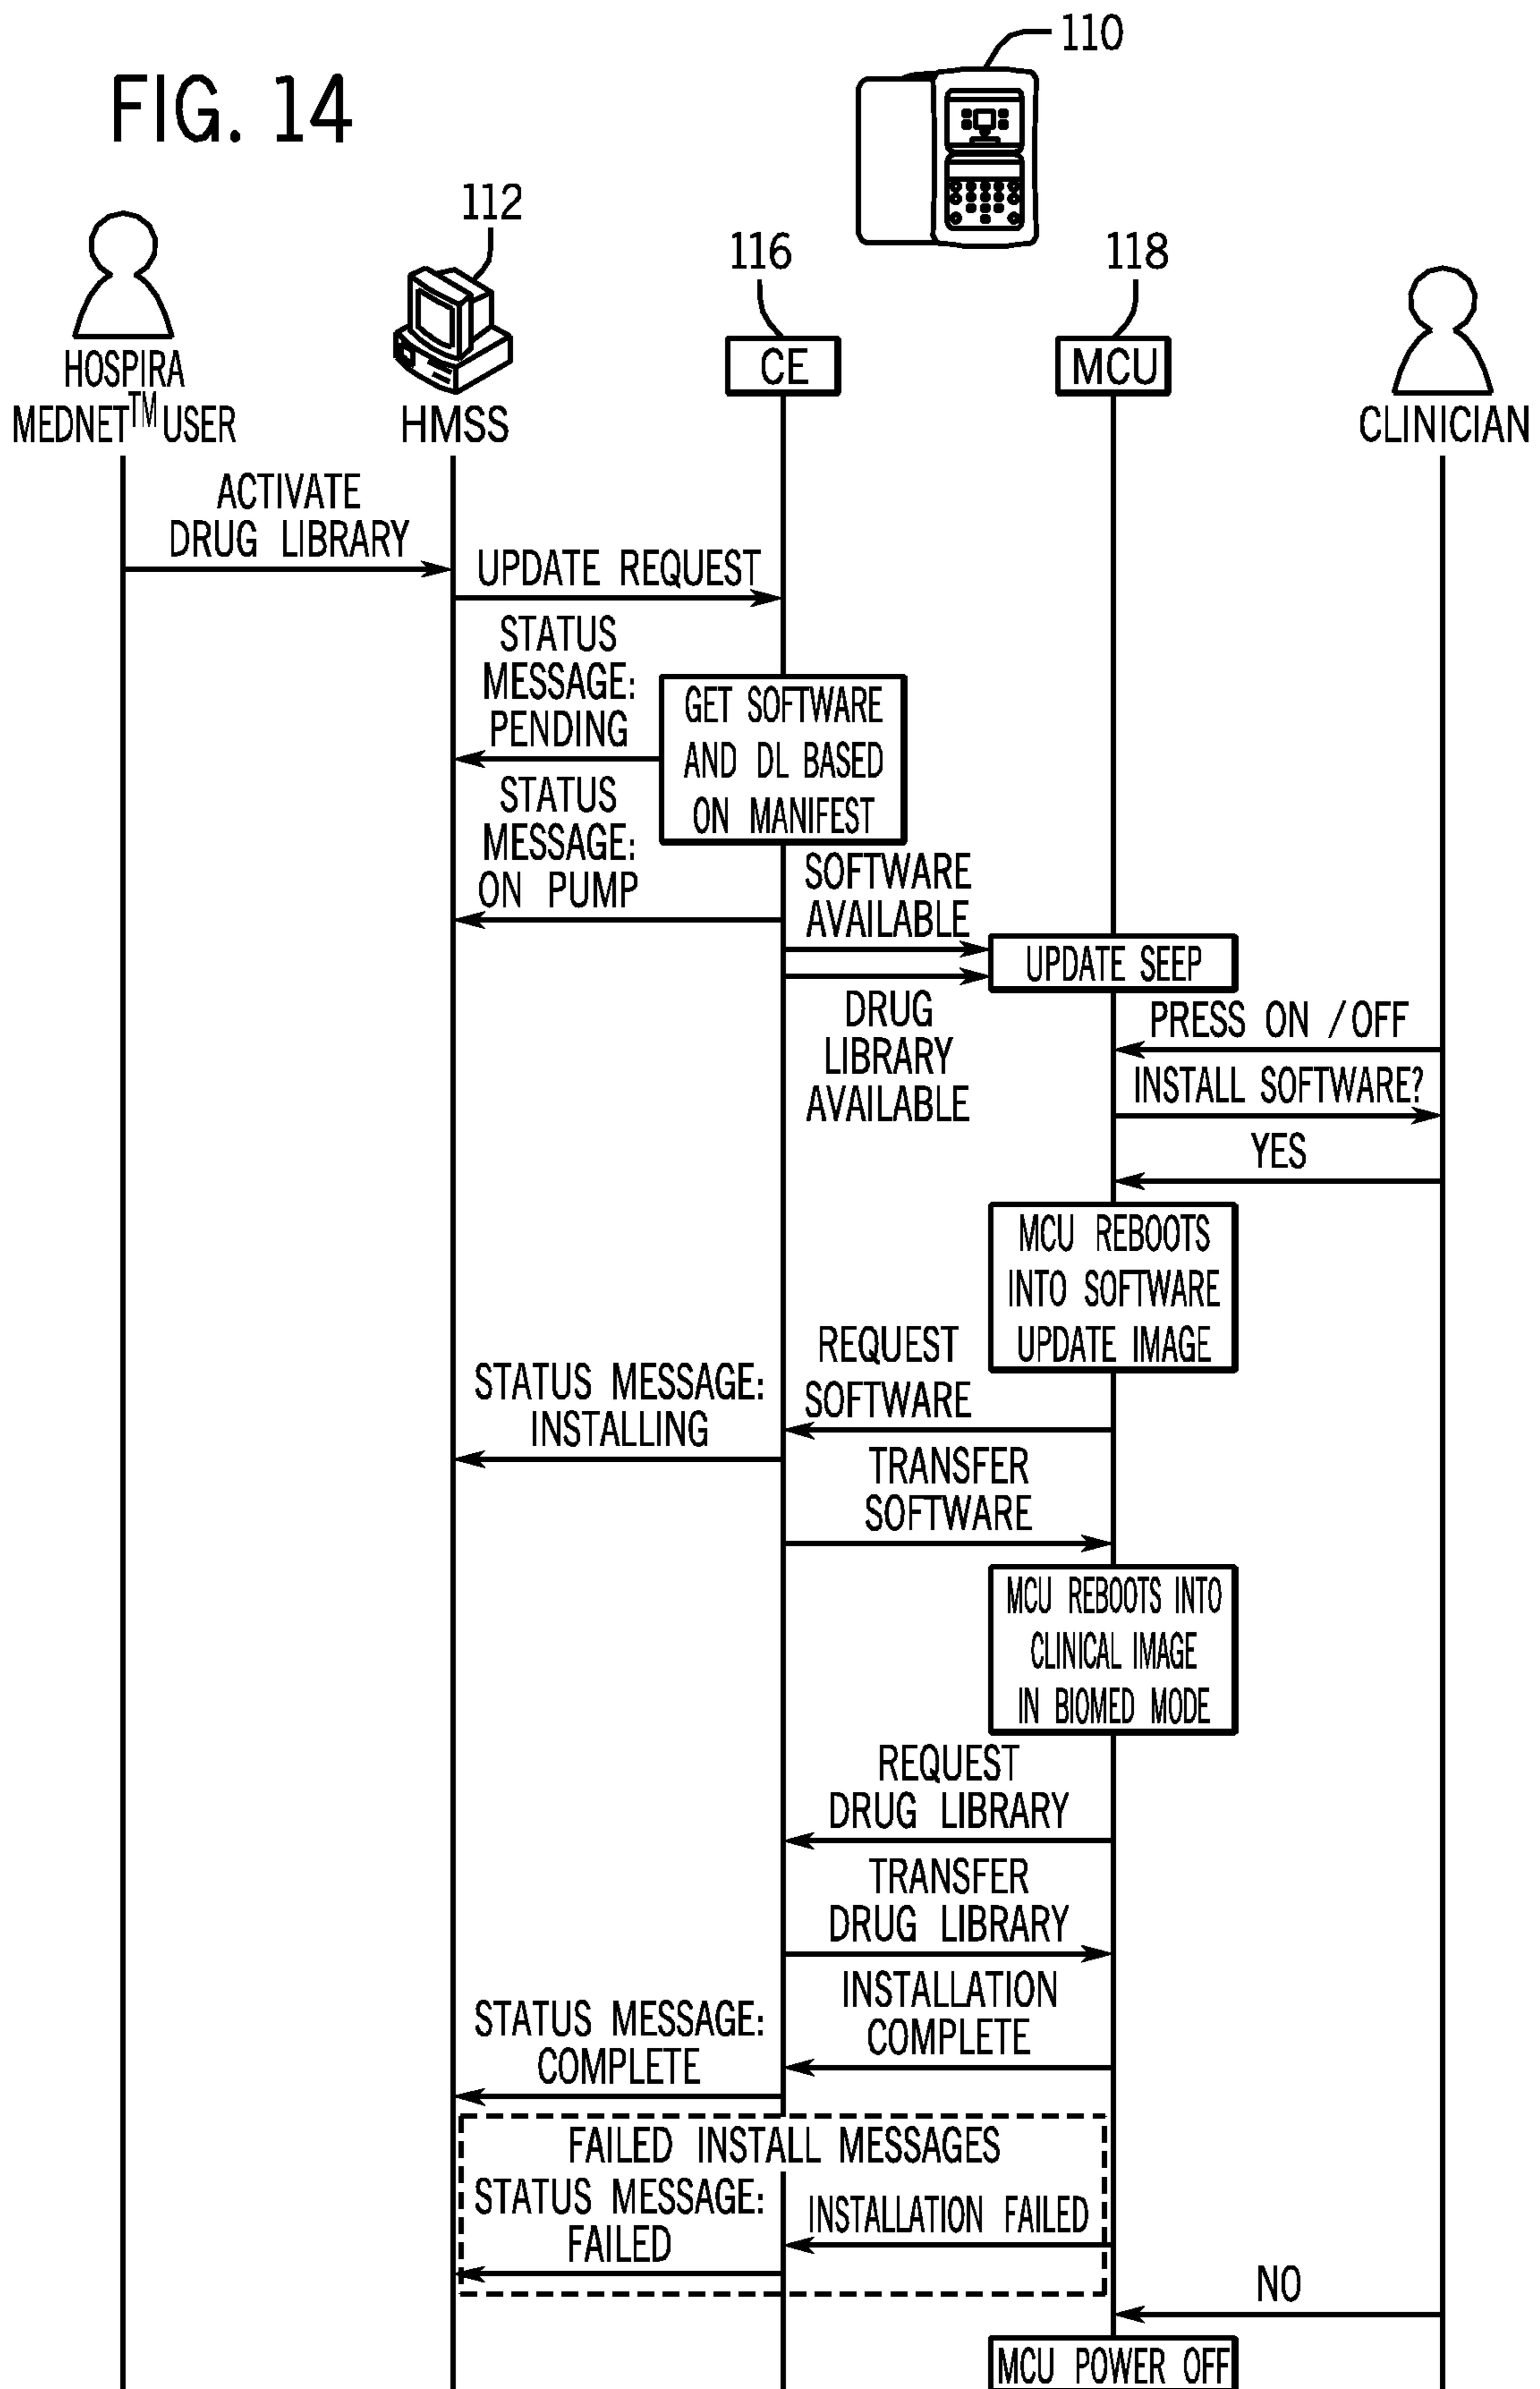 FIG. 14
110
112
116
118
HOSPIRA
MEDNET™ USER
HMSS
CE
MCU
CLINICIAN
ACTIVATE
DRUG LIBRARY
UPDATE REQUEST
STATUS
MESSAGE:
PENDING
GET SOFTWARE
AND DL BASED
ON MANIFEST
STATUS
MESSAGE:
ON PUMP
SOFTWARE
AVAILABLE
UPDATE SEEP
DRUG
LIBRARY
AVAILABLE
PRESS ON / OFF
INSTALL SOFTWARE?
YES
MCU REBOOTS
INTO SOFTWARE
UPDATE IMAGE
REQUEST
SOFTWARE
STATUS MESSAGE:
INSTALLING
TRANSFER
SOFTWARE
MCU REBOOTS INTO
CLINICAL IMAGE
IN BIOMED MODE
REQUEST
DRUG LIBRARY
TRANSFER
DRUG LIBRARY
INSTALLATION
COMPLETE
STATUS MESSAGE:
COMPLETE
FAILED INSTALL MESSAGES
STATUS MESSAGE:
FAILED
INSTALLATION FAILED
NO
MCU POWER OFF